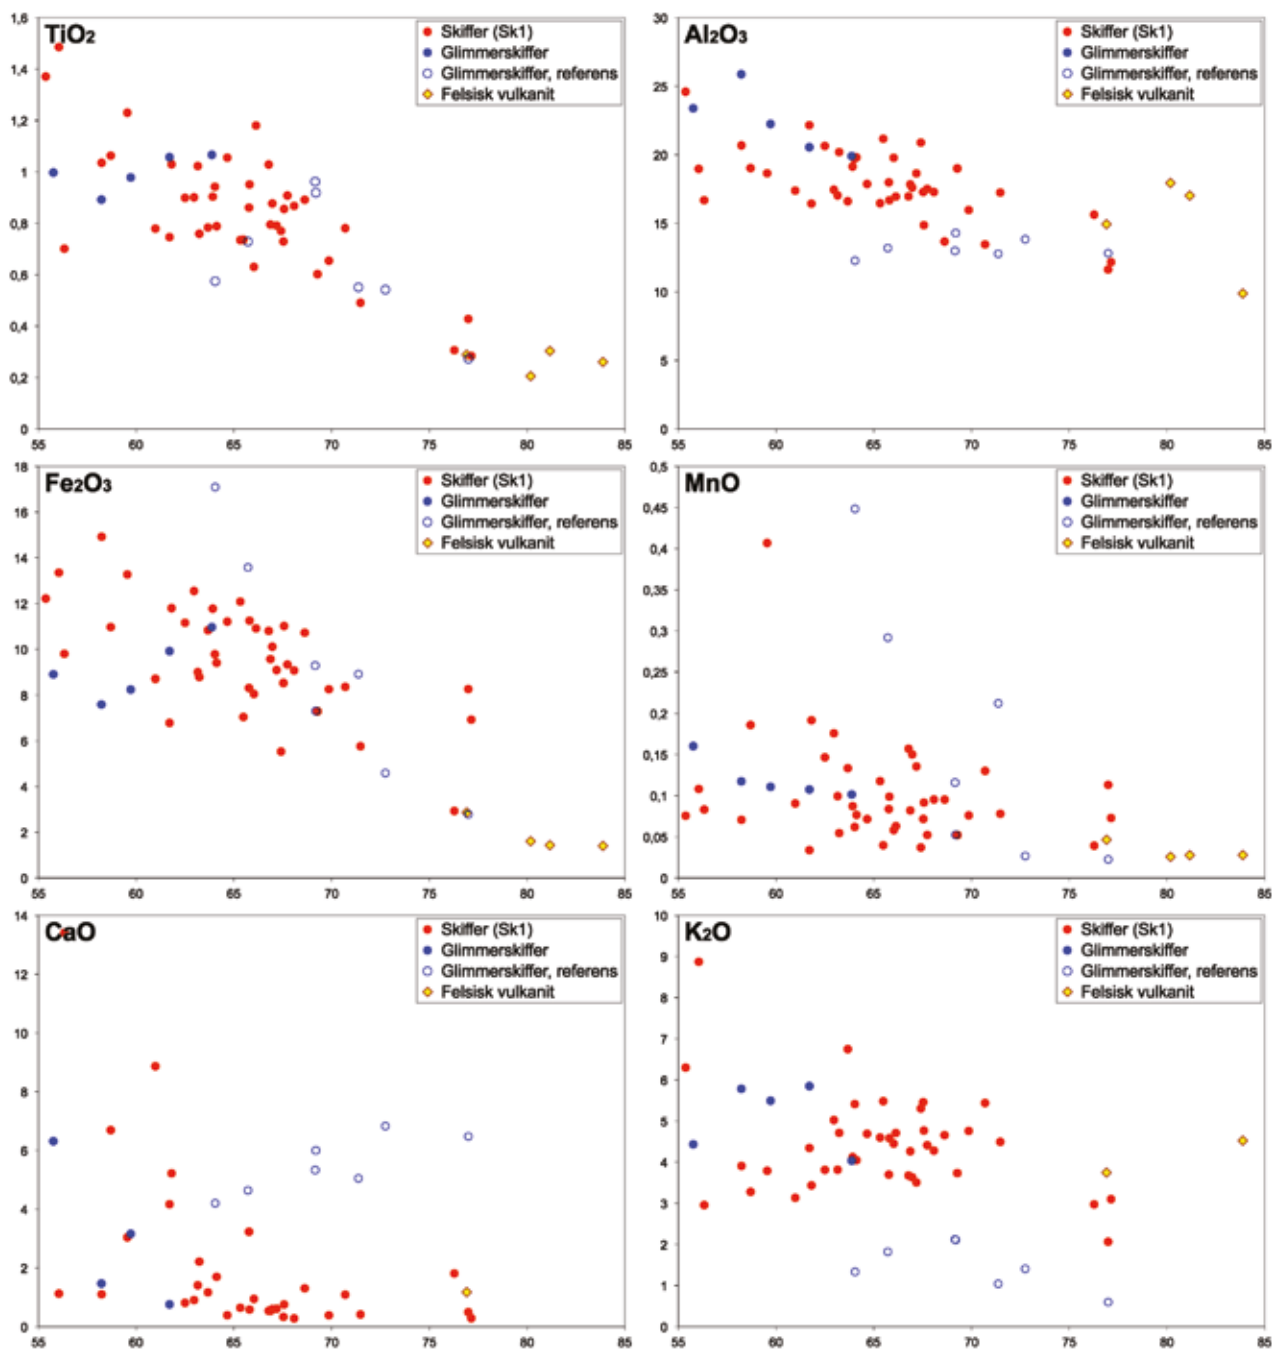 TiO2
Skiffer (Sk1)
Glimmerskiffer
Glimmerskiffer, referens
Felsisk vulkanit
1,6
1,4
1,2
1
0,8
0,6
0,4
0,2
0
55 60 65 70 75 80 85
Al2O3
Skiffer (Sk1)
Glimmerskiffer
Glimmerskiffer, referens
Felsisk vulkanit
30
25
20
15
10
5
0
55 60 65 70 75 80 85
Fe2O3
Skiffer (Sk1)
Glimmerskiffer
Glimmerskiffer, referens
Felsisk vulkanit
18
16
14
12
10
8
6
4
2
0
55 60 65 70 75 80 85
MnO
Skiffer (Sk1)
Glimmerskiffer
Glimmerskiffer, referens
Felsisk vulkanit
0,5
0,45
0,4
0,35
0,3
0,25
0,2
0,15
0,1
0,05
0
55 60 65 70 75 80 85
CaO
Skiffer (Sk1)
Glimmerskiffer
Glimmerskiffer, referens
Felsisk vulkanit
14
12
10
8
6
4
2
0
55 60 65 70 75 80 85
K2O
Skiffer (Sk1)
Glimmerskiffer
Glimmerskiffer, referens
Felsisk vulkanit
10
9
8
7
6
5
4
3
2
1
0
55 60 65 70 75 80 85